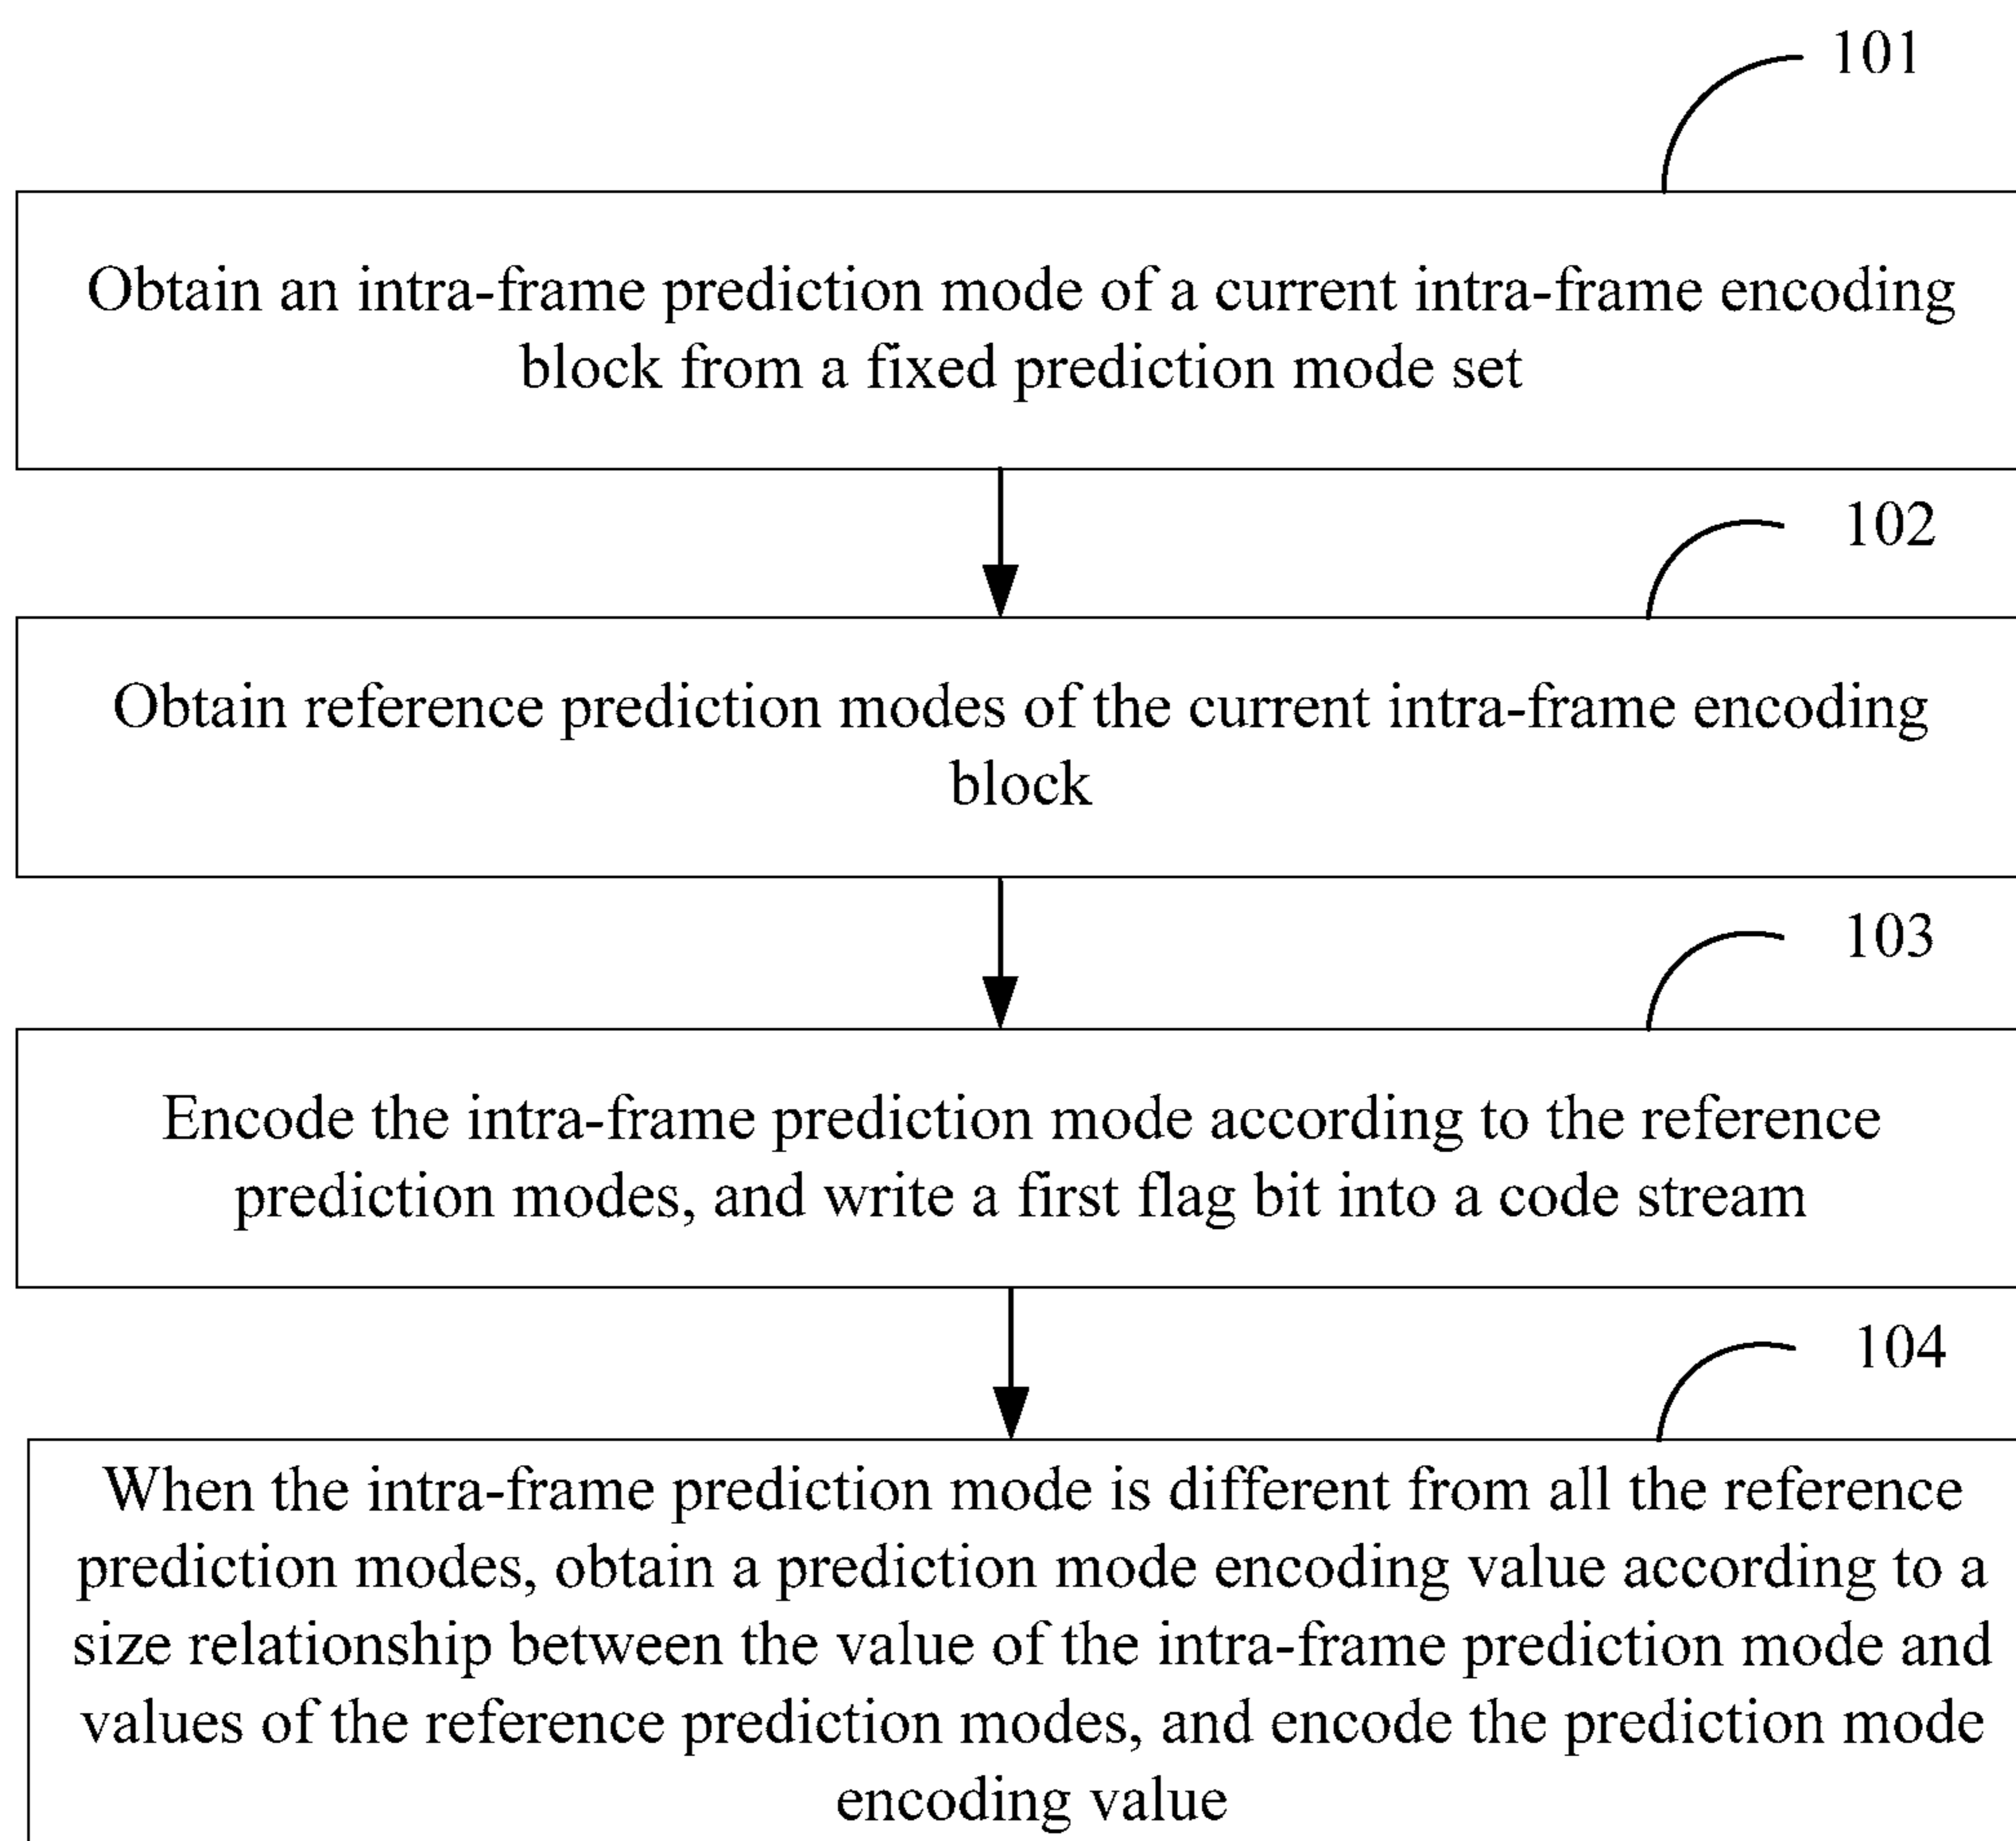 101
Obtain an intra-frame prediction mode of a current intra-frame encoding
block from a fixed prediction mode set
102
Obtain reference prediction modes of the current intra-frame encoding
block
103
Encode the intra-frame prediction mode according to the reference
prediction modes, and write a first flag bit into a code stream
104
When the intra-frame prediction mode is different from all the reference
prediction modes, obtain a prediction mode encoding value according to a
size relationship between the value of the intra-frame prediction mode and
values of the reference prediction modes, and encode the prediction mode
encoding value